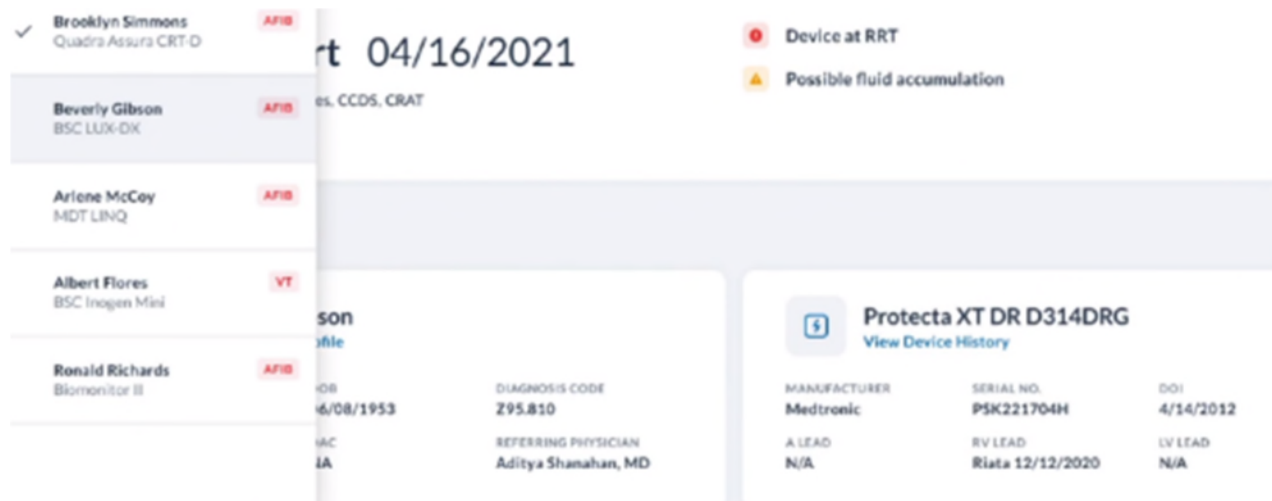 Brooklyn Simmons
AFIB
Quadra Assura CRT-D
Beverly Gibson
AFIB
BSC LUX-DX
Arlene McCoy
AFIB
MDT LINQ
Albert Flores
VT
BSC Inogen Mini
Ronald Richards
AFIB
Biomonitor II
rt 04/16/2021
es, CCDS, CRAT
Device at RRT
Possible fluid accumulation
son
ofile
OB
6/08/1953
DIAGNOSIS CODE
Z95.810
AC
REFERRING PHYSICIAN
Aditya Shanahan, MD
Protecta XT DR D314DRG
View Device History
MANUFACTURER
Medtronic
SERIAL NO.
PSK221704H
DOI
4/14/2012
A LEAD
N/A
RV LEAD
Riata 12/12/2020
LV LEAD
N/A